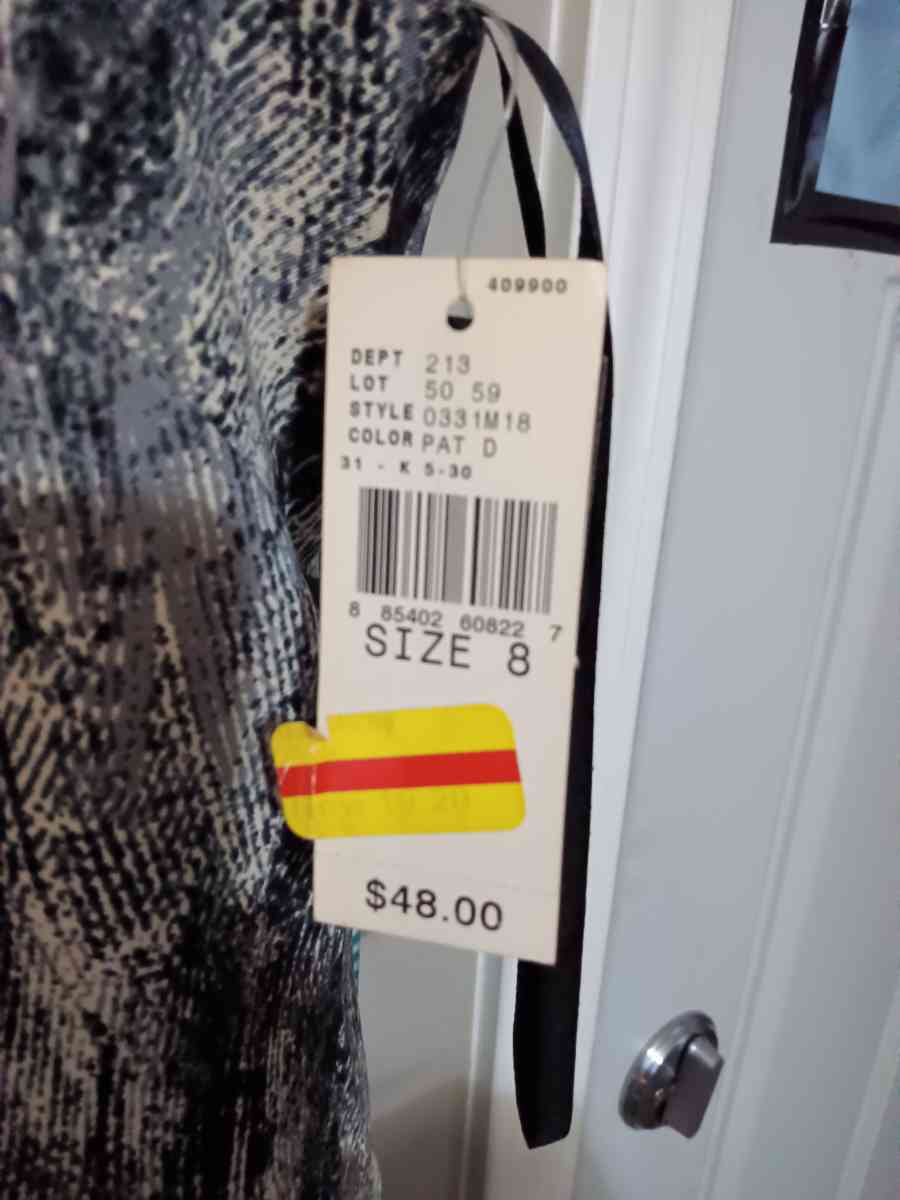 409900
DEPT 213
LOT 50 59
STYLE 0331M18
COLOR PAT D
31 - K 5-30
8 85402 60822 7
SIZE 8
$48.00